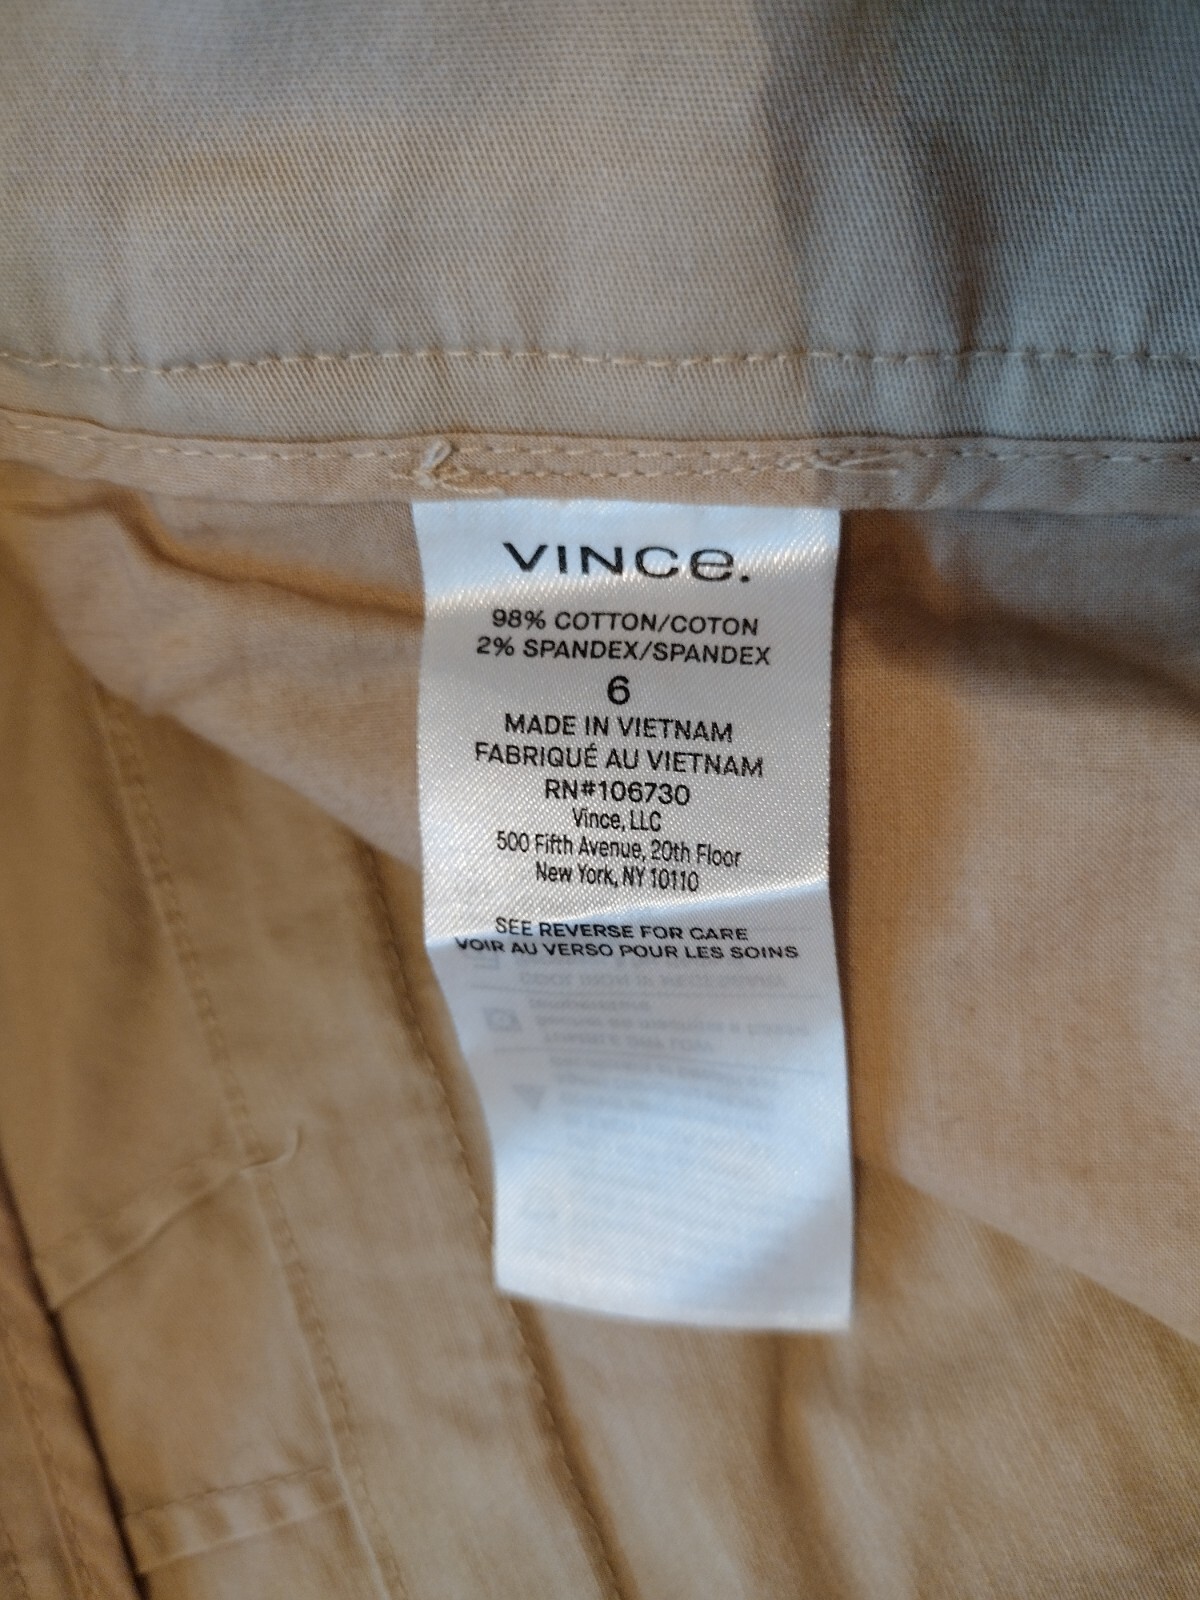 VINCe.
98% COTTON/COTON
2% SPANDEX/SPANDEX
6
MADE IN VIETNAM
FABRIQUÉ AU VIETNAM
RN#106730
Vince, LLC
500 Fifth Avenue, 20th Floor
New York, NY 10110
SEE REVERSE FOR CARE
VOIR AU VERSO POUR LES SOINS